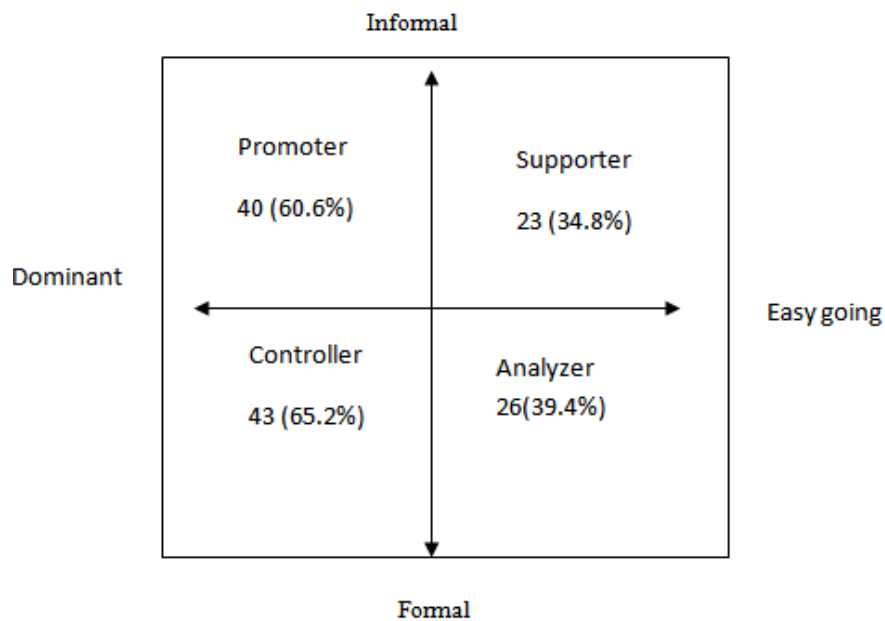 Informal
Promoter
Supporter
40 (60.6%)
23 (34.8%)
Dominant
Easy going
Controller
Analyzer
43 (65.2%)
26(39.4%)
Formal